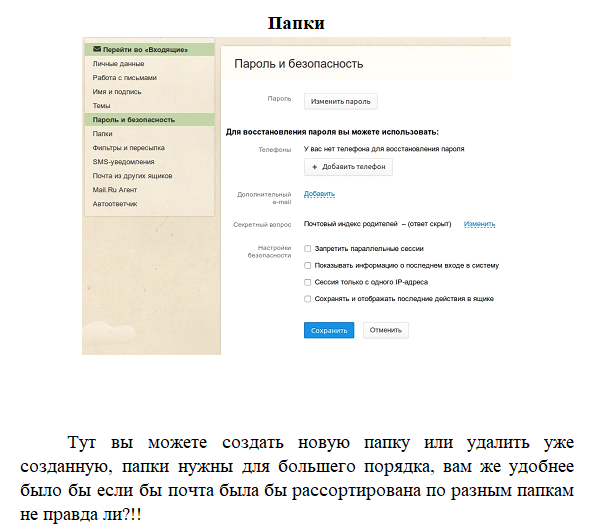 Папки
Перейти во «Входящие»
Личные данные
Работа с письмами
Имя и подпись
Темы
Пароль и безопасность
Папки
Фильтры и пересылка
SMS-уведомления
Почта из других ящиков
Mail.Ru Агент
Автоответчик
Пароль и безопасность
Пароль Изменить пароль
Для восстановления пароля вы можете использовать:
Телефоны У вас нет телефона для восстановления пароля
+ Добавить телефон
Дополнительный Добавить
e-mail
Секретный вопрос Почтовый индекс родителей – (ответ скрыт) Изменить
Настройки Запретить параллельные сессии
безопасности
Показывать информацию о последнем входе в систему
Сессия только с одного IP-адреса
Сохранять и отображать последние действия в ящике
Сохранить Отменить
Тут вы можете создать новую папку или удалить уже
созданную, папки нужны для большего порядка, вам же удобнее
было бы если бы почта была бы рассортирована по разным папкам
не правда ли?!!